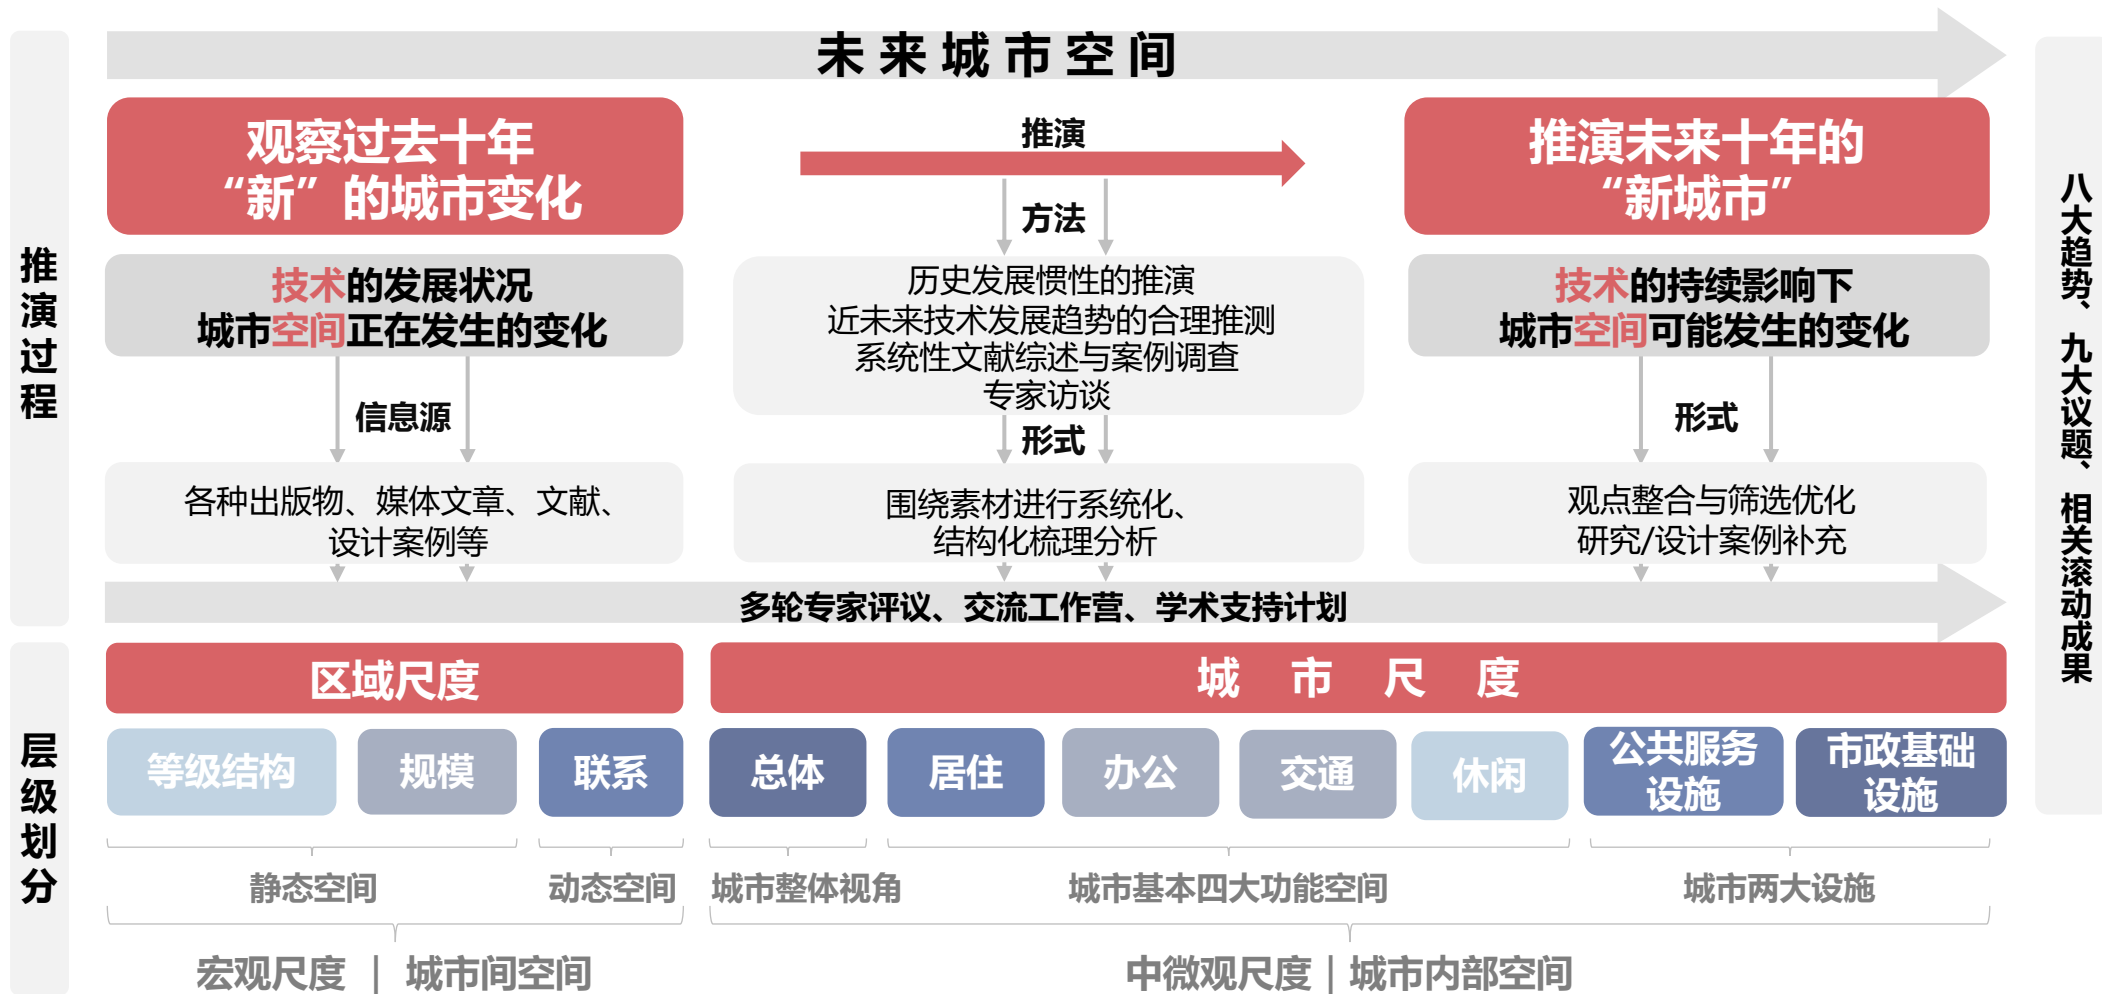 未来城市空间
推演过程
观察过去十年
“新”的城市变化
技术的发展状况
城市空间正在发生的变化
信息源
各种出版物、媒体文章、文献、
设计案例等
推演
方法
历史发展惯性的推演
近未来技术发展趋势的合理推测
系统性文献综述与案例调查
专家访谈
形式
围绕素材进行系统化、
结构化梳理分析
推演未来十年的
“新城市”
技术的持续影响下
城市空间可能发生的变化
形式
观点整合与筛选优化
研究/设计案例补充
多轮专家评议、交流工作营、学术支持计划
层级划分
区域尺度
等级结构
规模
联系
静态空间
动态空间
宏观尺度 | 城市间空间
城市尺度
总体
居住
办公
交通
休闲
公共服务
设施
市政基础
设施
城市整体视角
城市基本四大功能空间
城市两大设施
中微观尺度|城市内部空间
八大趋势、九大议题、相关滚动成果